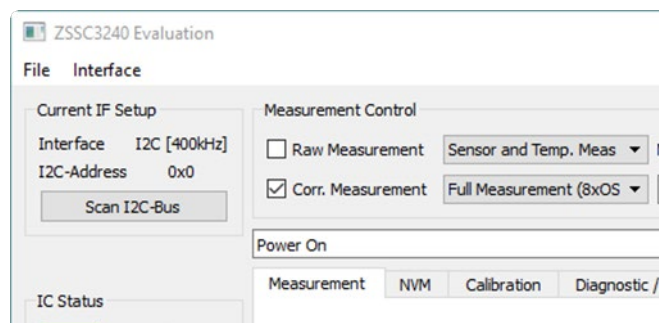 ZSSC3240 Evaluation
File Interface
Current IF Setup
Interface I2C [400kHz]
I2C-Address 0x0
Scan I2C-Bus
IC Status
Measurement Control
Raw Measurement Sensor and Temp. Meas
Corr. Measurement Full Measurement (8xOS
Power On
Measurement NVM Calibration Diagnostic /